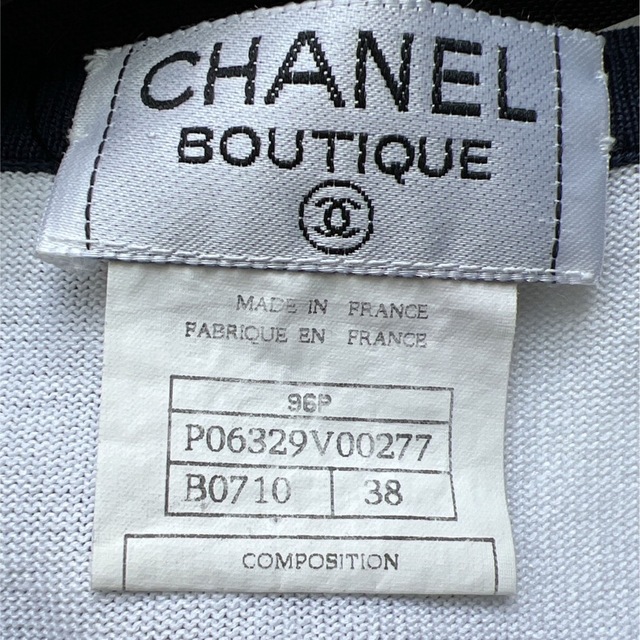 CHANEL
BOUTIQUE
MADE IN FRANCE
FABRIQUE EN FRANCE
96P
P06329V00277
B0710 38
COMPOSITION